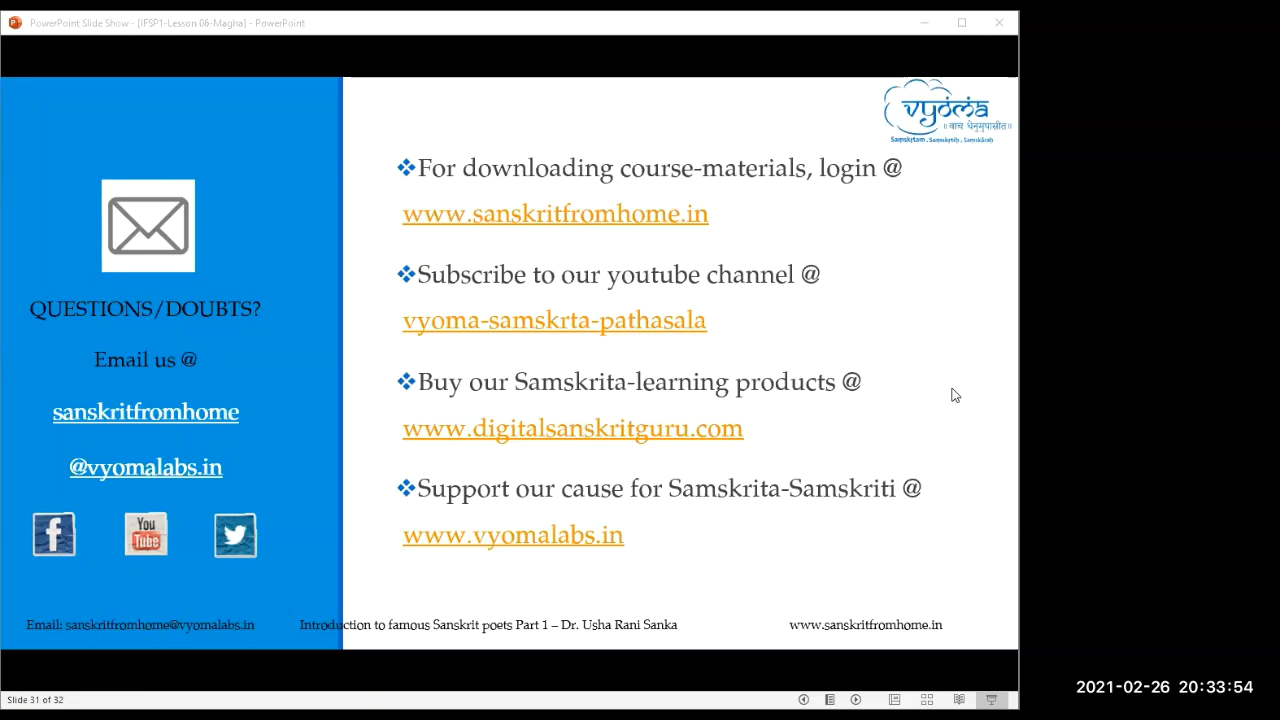 PowerPoint Slide Show - [IFSP1-Lesson 06-Magha] - PowerPoint
vyoma
॥वाचं धेनुमुपासीत॥
Samskritam . Samskritih . Samskārah
❖For downloading course-materials, login @
www.sanskritfromhome.in
❖Subscribe to our youtube channel @
vyoma-samskrta-pathasala
❖Buy our Samskrita-learning products @
www.digitalsanskritguru.com
❖Support our cause for Samskrita-Samskriti @
www.vyomalabs.in
QUESTIONS/DOUBTS?
Email us @
sanskritfromhome
@vyomalabs.in
f
You
Tube
Email: sanskritfromhome@vyomalabs.in
Introduction to famous Sanskrit poets Part 1 – Dr. Usha Rani Sanka
www.sanskritfromhome.in
Slide 31 of 32
2021-02-26 20:33:54